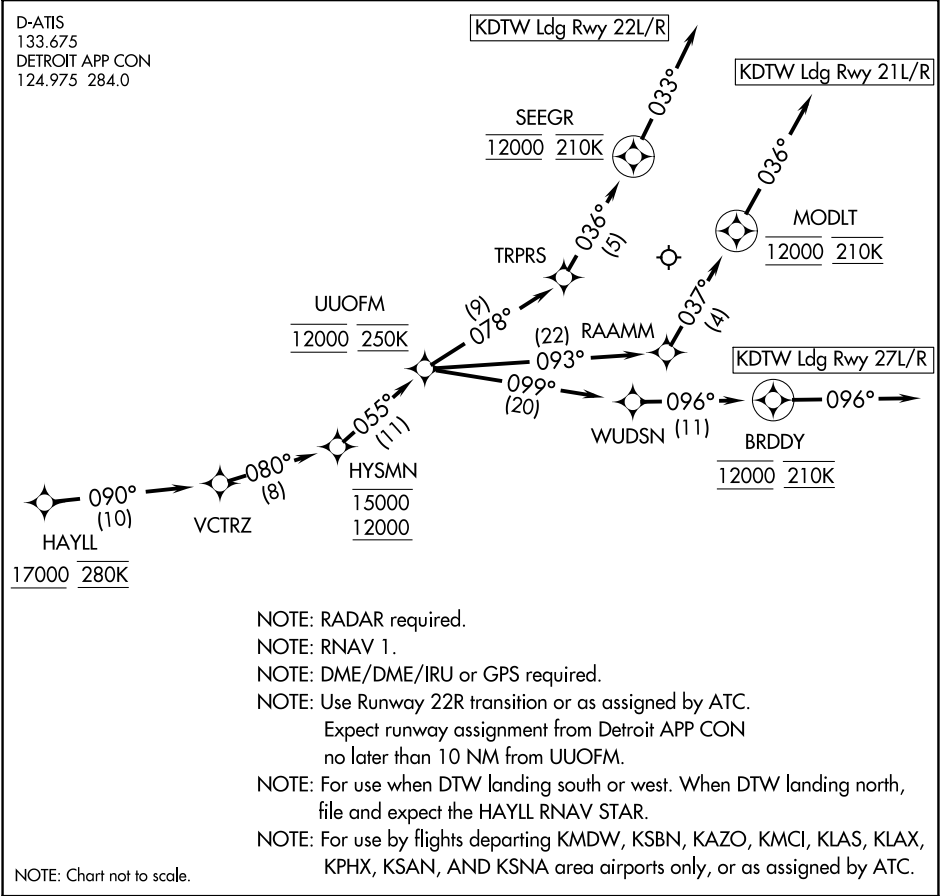 D-ATIS
133.675
DETROIT APP CON
124.975 284.0
KDTW Ldg Rwy 22L/R
KDTW Ldg Rwy 21L/R
033°
SEEGR
12000 210K
036°
036°
(5)
MODLT
12000 210K
TRPRS
037°
(4)
UUOFM
12000 250K
(9)
078°
(22)
093°
RAAMM
KDTW Ldg Rwy 27L/R
099°
(20)
WUDSN
096°
(11)
096°
BRDDY
12000 210K
055°
(11)
HYSMN
15000
12000
080°
(8)
VCTRZ
090°
(10)
HAYLL
17000 280K
NOTE: RADAR required.
NOTE: RNAV 1.
NOTE: DME/DME/IRU or GPS required.
NOTE: Use Runway 22R transition or as assigned by ATC.
Expect runway assignment from Detroit APP CON
no later than 10 NM from UUOFM.
NOTE: For use when DTW landing south or west. When DTW landing north,
file and expect the HAYLL RNAV STAR.
NOTE: For use by flights departing KMDW, KSBN, KAZO, KMCI, KLAS, KLAX,
KPHX, KSAN, AND KSNA area airports only, or as assigned by ATC.
NOTE: Chart not to scale.